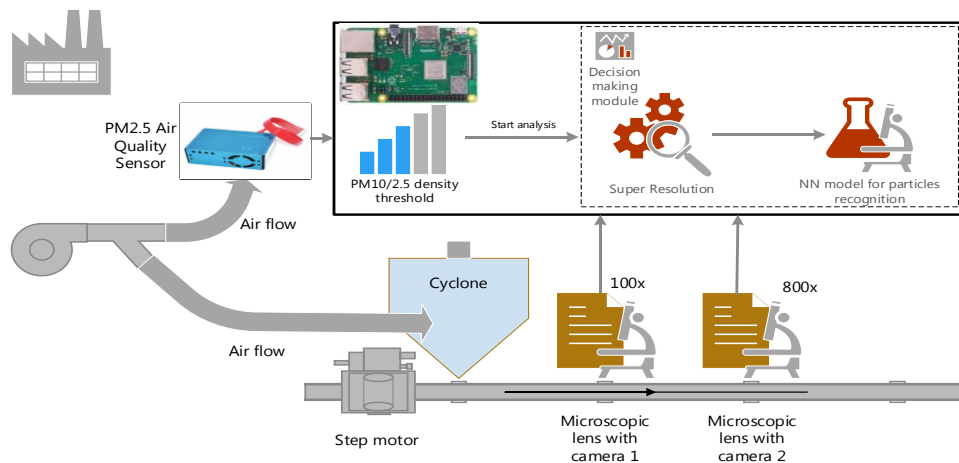 PM2.5 Air
Quality
Sensor
PM10/2.5 density
threshold
Start analysis
Decision
making
module
Super Resolution
NN model for particles
recognition
Air flow
Cyclone
100x
800x
Air flow
Step motor
Microscopic
lens with
camera 1
Microscopic
lens with
camera 2